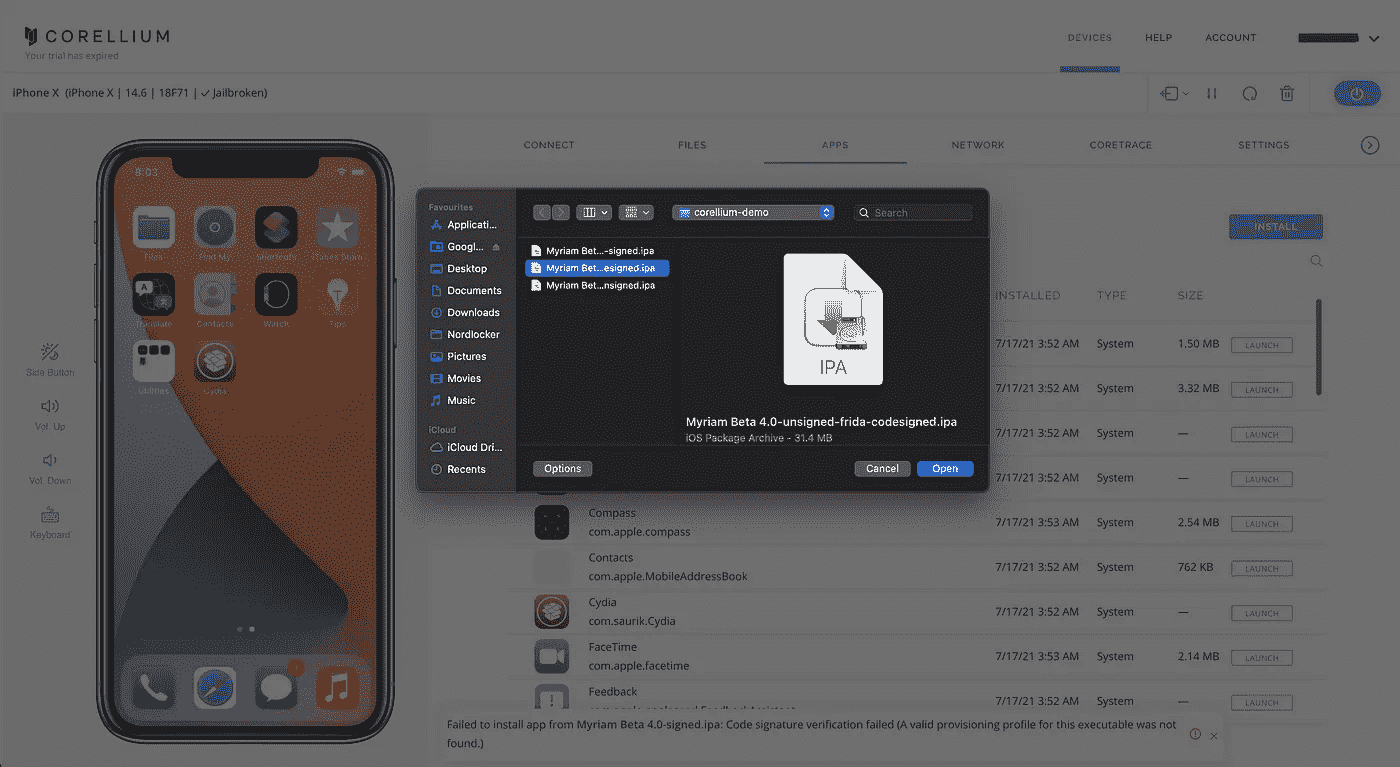 CORELLIUM
Your trial has expired
DEVICES HELP ACCOUNT
iPhone X (iPhone X | 14.6 | 18F71 | ✓ Jailbroken)
CONNECT FILES APPS NETWORK CORETRACE SETTINGS
8:03
Files Find My Shortcuts iTunes Store
Translate Contacts Watch Tips
Utilities Cydia
Side Button
Vol. Up
Vol. Down
Keyboard
Favourites
Applicati...
Googl...
Desktop
Documents
Downloads
Nordlocker
Pictures
Movies
Music
iCloud
iCloud Dri...
Recents
corellium-demo
Search
Myriam Bet...-signed.ipa
Myriam Bet...esigned.ipa
Myriam Bet...nsigned.ipa
IPA
Myriam Beta 4.0-unsigned-frida-codesigned.ipa
iOS Package Archive - 31.4 MB
Options Cancel Open
INSTALL
INSTALLED TYPE SIZE
7/17/21 3:52 AM System 1.50 MB LAUNCH
7/17/21 3:52 AM System 3.32 MB LAUNCH
7/17/21 3:52 AM System — LAUNCH
7/17/21 3:52 AM System — LAUNCH
Compass
com.apple.compass
7/17/21 3:53 AM System 2.54 MB LAUNCH
Contacts
com.apple.MobileAddressBook
7/17/21 3:52 AM System 762 KB LAUNCH
Cydia
com.saurik.Cydia
7/17/21 3:52 AM System — LAUNCH
FaceTime
com.apple.facetime
7/17/21 3:52 AM System 2.14 MB LAUNCH
Feedback
7/17/21 3:52 AM System — LAUNCH
Failed to install app from Myriam Beta 4.0-signed.ipa: Code signature verification failed (A valid provisioning profile for this executable was not
found.)